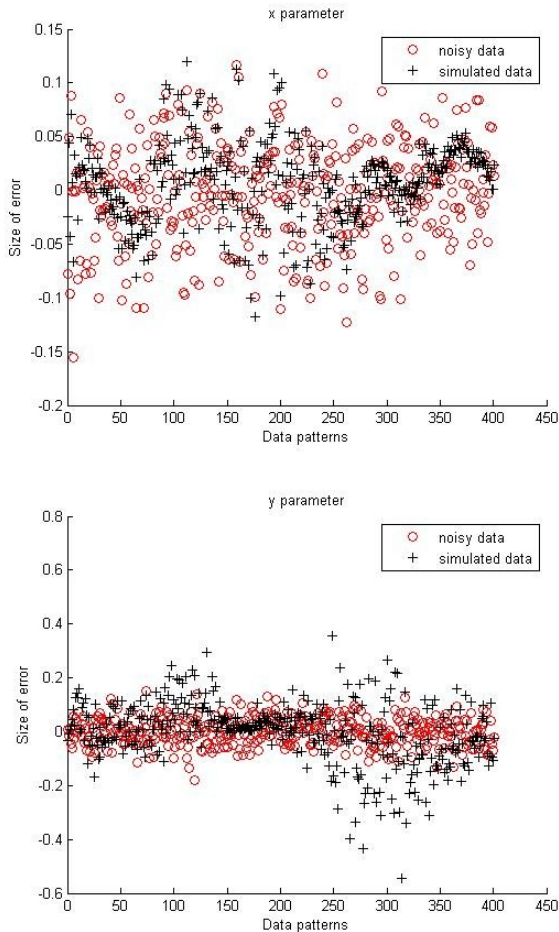 x parameter
0.15
0.1
0.05
0
-0.05
-0.1
-0.15
-0.2
Size of error
noisy data
simulated data
0 50 100 150 200 250 300 350 400 450
Data patterns
y parameter
0.8
0.6
0.4
0.2
0
-0.2
-0.4
-0.6
Size of error
noisy data
simulated data
0 50 100 150 200 250 300 350 400 450 500
Data patterns